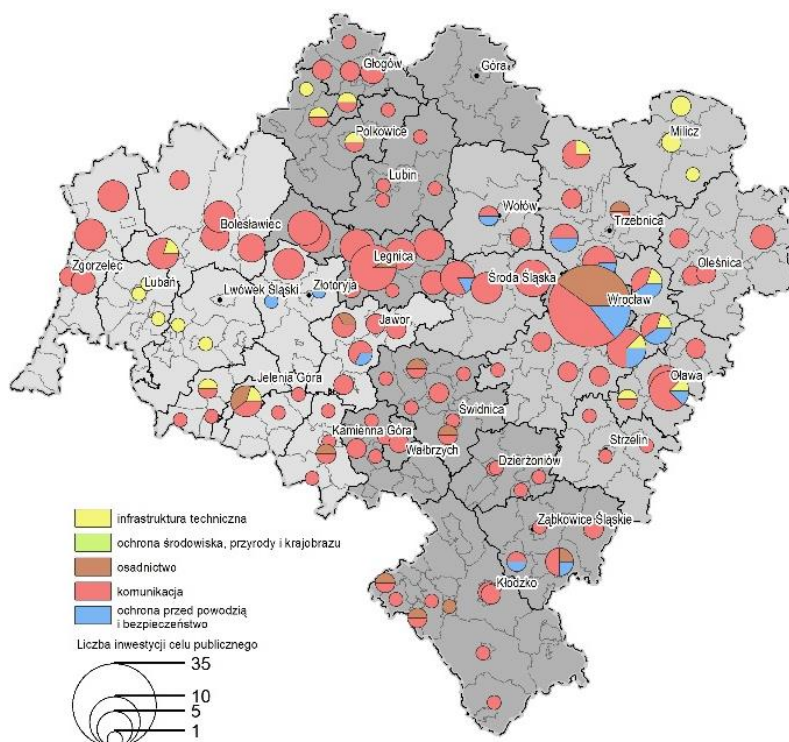 Głogów
Góra
Polkowice
Milicz
Lubin
Wołów
Trzebnica
Bolesławiec
Legnica
Oleśnica
Zgorzelec
Lubań
Lwówek Śląski
Złotoryja
Środa Śląska
Wrocław
Jawor
Jelenia Góra
Oława
Świdnica
Kamienna Góra
Wałbrzych
Strzelin
Dzierżoniów
Ząbkowice Śląskie
Kłodzko
infrastruktura techniczna
ochrona środowiska, przyrody i krajobrazu
osadnictwo
komunikacja
ochrona przed powodzią
i bezpieczeństwo
Liczba inwestycji celu publicznego
35
10
5
1